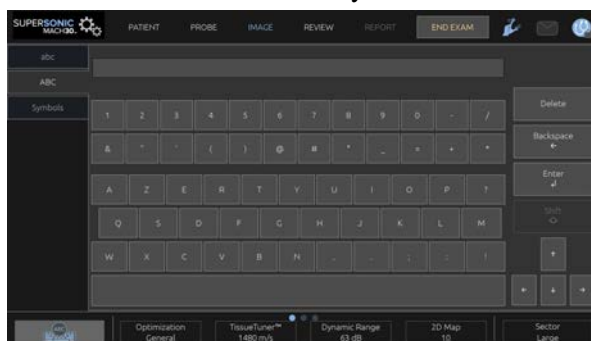 SUPERSONIC
MACH30
PATIENT PROBE IMAGE REVIEW REPORT END EXAM
abc
ABC
Symbols
1 2 3 4 5 6 7 8 9 0 - /
Delete
& " ' ( ) @ # * _ = + •
Backspace
←
A Z E R T Y U I O P ?
Enter
↲
Q S D F G H J K L M
Shift
W X C V B N . , ; : !
↑
← ↓ →
ABC
Optimization TissueTuner™ Dynamic Range 2D Map Sector
General 1480 m/s 63 dB 10 Large